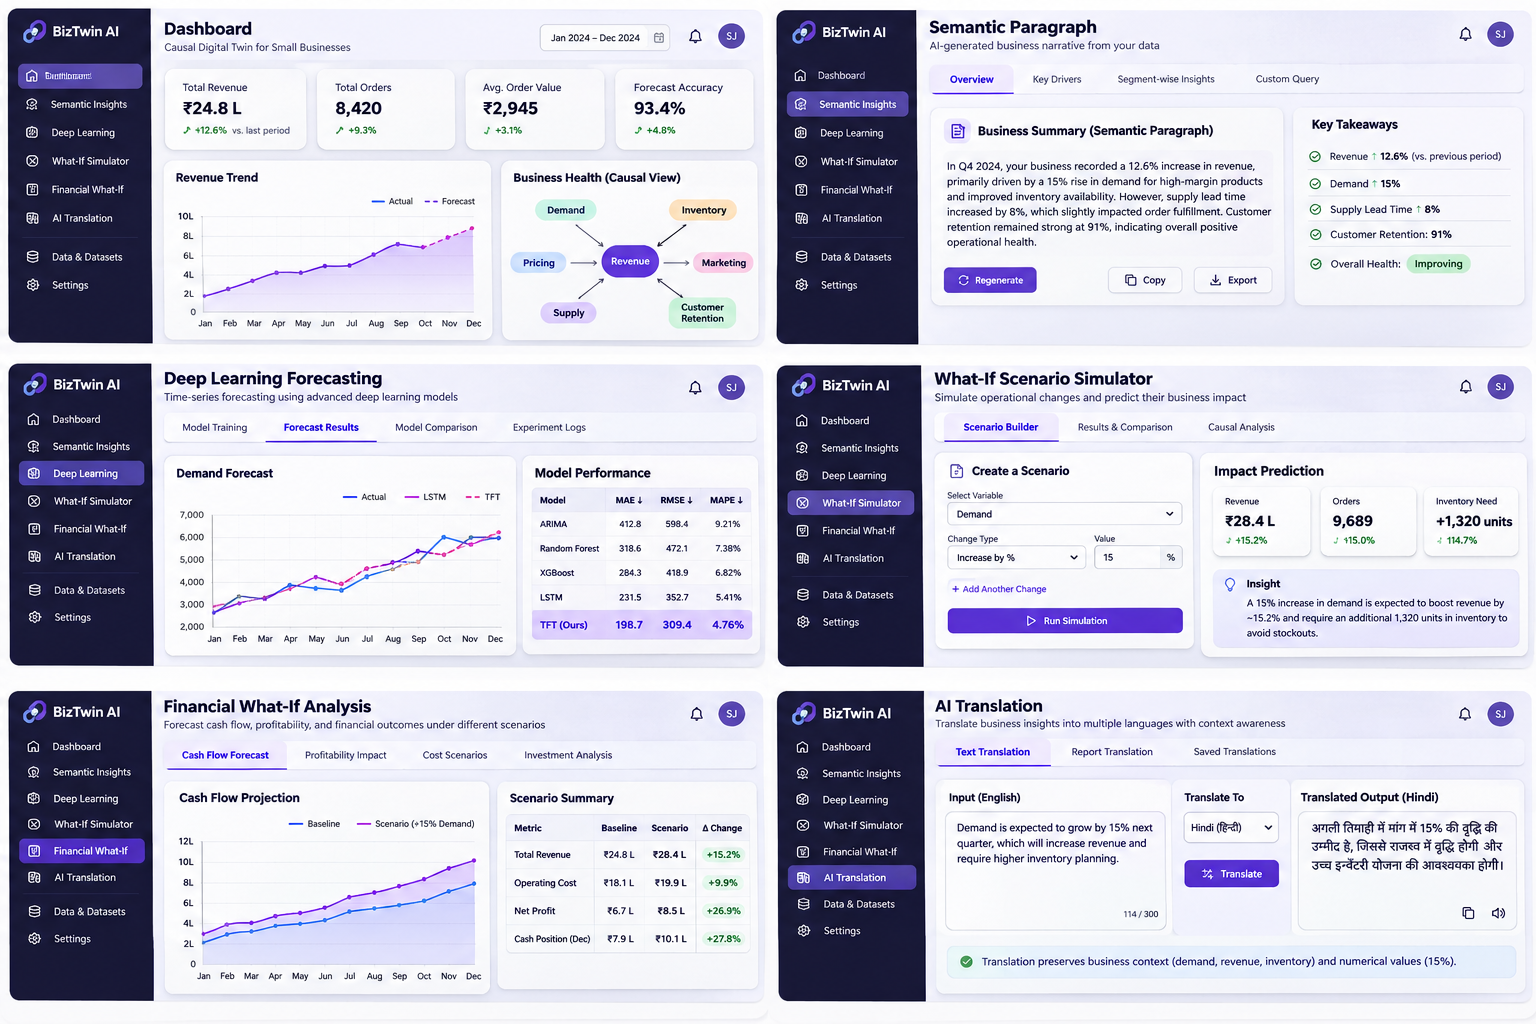 BizTwin AI
Dashboard
Semantic Insights
Deep Learning
What-If Simulator
Financial What-If
AI Translation
Data & Datasets
Settings
Dashboard
Causal Digital Twin for Small Businesses
Jan 2024 – Dec 2024
SJ
Total Revenue
₹24.8 L
+12.6% vs. last period
Total Orders
8,420
+9.3%
Avg. Order Value
₹2,945
+3.1%
Forecast Accuracy
93.4%
+4.8%
Revenue Trend
Actual
Forecast
10L
8L
6L
4L
2L
0
Jan Feb Mar Apr May Jun Jul Aug Sep Oct Nov Dec
Business Health (Causal View)
Demand
Inventory
Pricing
Revenue
Marketing
Supply
Customer
Retention
BizTwin AI
Dashboard
Semantic Insights
Deep Learning
What-If Simulator
Financial What-If
AI Translation
Data & Datasets
Settings
Semantic Paragraph
AI-generated business narrative from your data
SJ
Overview
Key Drivers
Segment-wise Insights
Custom Query
Business Summary (Semantic Paragraph)
In Q4 2024, your business recorded a 12.6% increase in revenue,
primarily driven by a 15% rise in demand for high-margin products
and improved inventory availability. However, supply lead time
increased by 8%, which slightly impacted order fulfillment. Customer
retention remained strong at 91%, indicating overall positive
operational health.
Regenerate
Copy
Export
Key Takeaways
Revenue ↑ 12.6% (vs. previous period)
Demand ↑ 15%
Supply Lead Time ↑ 8%
Customer Retention: 91%
Overall Health: Improving
BizTwin AI
Dashboard
Semantic Insights
Deep Learning
What-If Simulator
Financial What-If
AI Translation
Data & Datasets
Settings
Deep Learning Forecasting
Time-series forecasting using advanced deep learning models
SJ
Model Training
Forecast Results
Model Comparison
Experiment Logs
Demand Forecast
Actual
LSTM
TFT
7,000
6,000
5,000
4,000
3,000
2,000
Jan Feb Mar Apr May Jun Jul Aug Sep Oct Nov Dec
Model Performance
Model MAE ↓ RMSE ↓ MAPE ↓
ARIMA 412.8 598.4 9.21%
Random Forest 318.6 472.1 7.38%
XGBoost 284.3 418.9 6.82%
LSTM 231.5 352.7 5.41%
TFT (Ours) 198.7 309.4 4.76%
BizTwin AI
Dashboard
Semantic Insights
Deep Learning
What-If Simulator
Financial What-If
AI Translation
Data & Datasets
Settings
What-If Scenario Simulator
Simulate operational changes and predict their business impact
SJ
Scenario Builder
Results & Comparison
Causal Analysis
Create a Scenario
Select Variable
Demand
Change Type
Value
Increase by %
15 %
+ Add Another Change
Run Simulation
Impact Prediction
Revenue
₹28.4 L
+15.2%
Orders
9,689
+15.0%
Inventory Need
+1,320 units
114.7%
Insight
A 15% increase in demand is expected to boost revenue by
~15.2% and require an additional 1,320 units in inventory to
avoid stockouts.
BizTwin AI
Dashboard
Semantic Insights
Deep Learning
What-If Simulator
Financial What-If
AI Translation
Data & Datasets
Settings
Financial What-If Analysis
Forecast cash flow, profitability, and financial outcomes under different scenarios
SJ
Cash Flow Forecast
Profitability Impact
Cost Scenarios
Investment Analysis
Cash Flow Projection
Baseline
Scenario (+15% Demand)
12L
10L
8L
6L
4L
2L
0
Jan Feb Mar Apr May Jun Jul Aug Sep Oct Nov Dec
Scenario Summary
Metric Baseline Scenario Δ Change
Total Revenue ₹24.8 L ₹28.4 L +15.2%
Operating Cost ₹18.1 L ₹19.9 L +9.9%
Net Profit ₹6.7 L ₹8.5 L +26.9%
Cash Position (Dec) ₹7.9 L ₹10.1 L +27.8%
BizTwin AI
Dashboard
Semantic Insights
Deep Learning
What-If Simulator
Financial What-If
AI Translation
Data & Datasets
Settings
AI Translation
Translate business insights into multiple languages with context awareness
SJ
Text Translation
Report Translation
Saved Translations
Input (English)
Demand is expected to grow by 15% next
quarter, which will increase revenue and
require higher inventory planning.
114 / 300
Translate To
Hindi (हिन्दी)
Translate
Translated Output (Hindi)
अगली तिमाही में मांग में 15% की वृद्धि की
उम्मीद है, जिससे राजस्व में वृद्धि होगी और
उच्च इन्वेंटरी योजना की होगी।
Translation preserves business context (demand, revenue, inventory) and numerical values (15%).